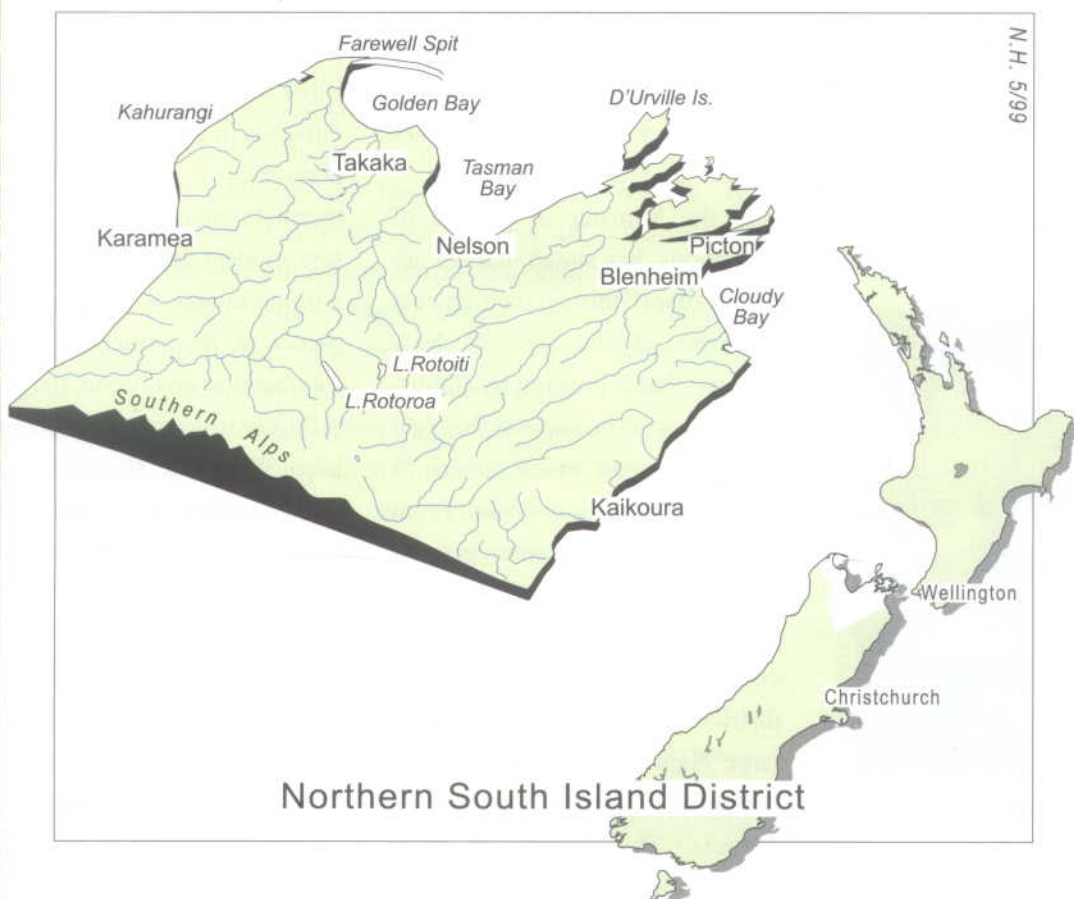 Farewell Spit
N.H. 5/99
Kahurangi
Golden Bay
D'Urville Is.
Takaka
Tasman
Bay
Karamea
Nelson
Picton
Blenheim
Cloudy
Bay
L.Rotoiti
L.Rotoroa
Southern Alps
Kaikoura
Wellington
Christchurch
Northern South Island District